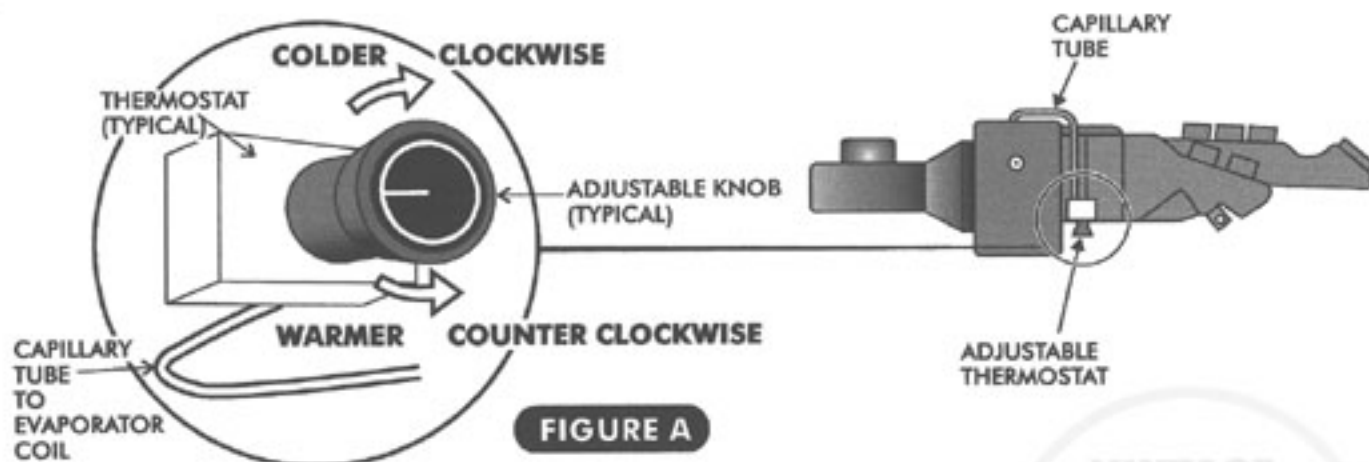 COLDER CLOCKWISE
THERMOSTAT
(TYPICAL)
ADJUSTABLE KNOB
(TYPICAL)
WARMER COUNTER CLOCKWISE
CAPILLARY
TUBE
TO
EVAPORATOR
COIL
FIGURE A
CAPILLARY
TUBE
ADJUSTABLE
THERMOSTAT